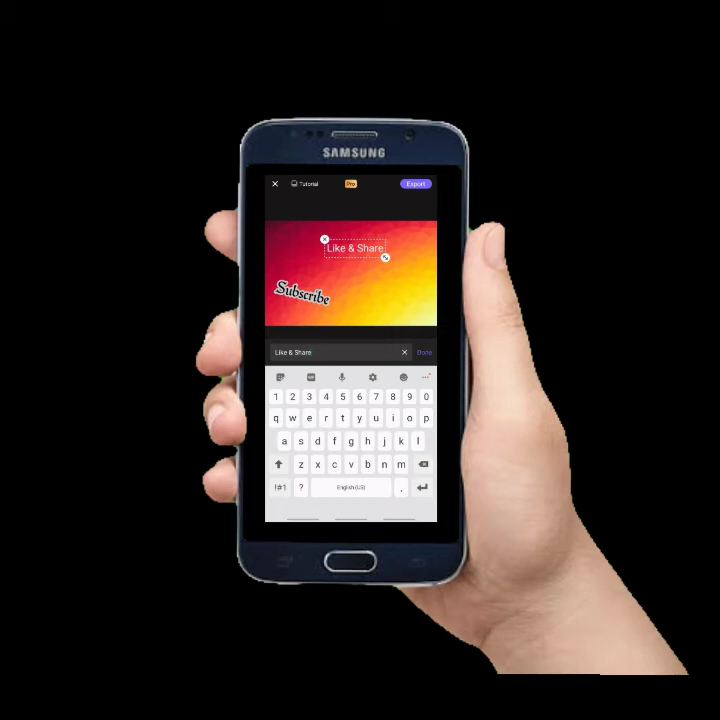 SAMSUNG
Tutorial Pro Export
Like & Share
Subscribe
Like & Share Done
1 2 3 4 5 6 7 8 9 0
q w e r t y u i o p
a s d f g h j k l
z x c v b n m
!#1 ? English (US) .